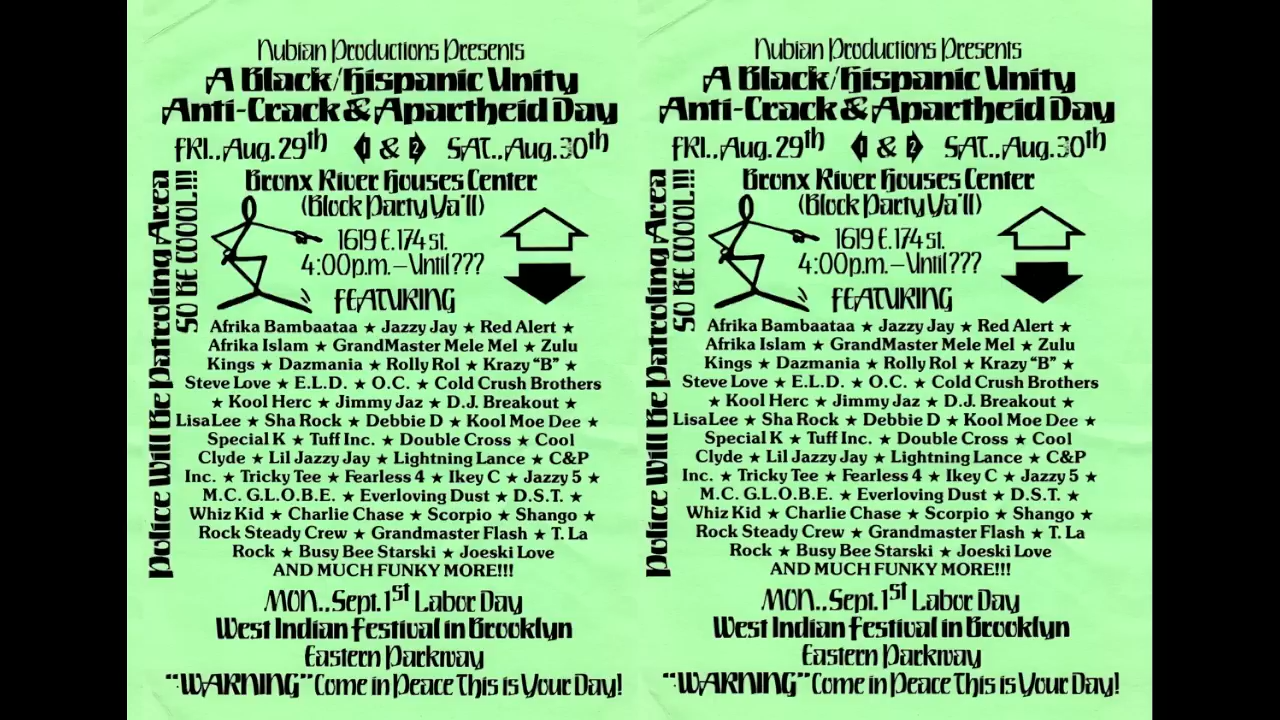 Nubian Productions Presents
A Black/Hispanic Unity
Anti-Crack & Apartheid Day
FRI., Aug. 29th 1 & 2 SAT., Aug. 30th
Police Will Be Patroling Area
SO BE COOOL!!!
Bronx River Houses Center
(Block Party Ya'll)
1619 E. 174 st.
4:00p.m.—Until???
FEATURING
Afrika Bambaataa ★ Jazzy Jay ★ Red Alert ★
Afrika Islam ★ GrandMaster Mele Mel ★ Zulu
Kings ★ Dazmania ★ Rolly Rol ★ Krazy "B" ★
Steve Love ★ E.L.D. ★ O.C. ★ Cold Crush Brothers
★ Kool Herc ★ Jimmy Jaz ★ D.J. Breakout ★
LisaLee ★ Sha Rock ★ Debbie D ★ Kool Moe Dee ★
Special K ★ Tuff Inc. ★ Double Cross ★ Cool
Clyde ★ Lil Jazzy Jay ★ Lightning Lance ★ C&P
Inc. ★ Tricky Tee ★ Fearless 4 ★ Ikey C ★ Jazzy 5 ★
M.C. G.L.O.B.E. ★ Everloving Dust ★ D.S.T. ★
Whiz Kid ★ Charlie Chase ★ Scorpio ★ Shango ★
Rock Steady Crew ★ Grandmaster Flash ★ T. La
Rock ★ Busy Bee Starski ★ Joeski Love
AND MUCH FUNKY MORE!!!
MON., Sept. 1st Labor Day
West Indian Festival in Brooklyn
Eastern Parkway
"WARNING" Come in Peace This is Your Day!
Nubian Productions Presents
A Black/Hispanic Unity
Anti-Crack & Apartheid Day
FRI., Aug. 29th 1 & 2 SAT., Aug. 30th
Police Will Be Patroling Area
SO BE COOOL!!!
Bronx River Houses Center
(Block Party Ya'll)
1619 E. 174 st.
4:00p.m.—Until???
FEATURING
Afrika Bambaataa ★ Jazzy Jay ★ Red Alert ★
Afrika Islam ★ GrandMaster Mele Mel ★ Zulu
Kings ★ Dazmania ★ Rolly Rol ★ Krazy "B" ★
Steve Love ★ E.L.D. ★ O.C. ★ Cold Crush Brothers
★ Kool Herc ★ Jimmy Jaz ★ D.J. Breakout ★
LisaLee ★ Sha Rock ★ Debbie D ★ Kool Moe Dee ★
Special K ★ Tuff Inc. ★ Double Cross ★ Cool
Clyde ★ Lil Jazzy Jay ★ Lightning Lance ★ C&P
Inc. ★ Tricky Tee ★ Fearless 4 ★ Ikey C ★ Jazzy 5 ★
M.C. G.L.O.B.E. ★ Everloving Dust ★ D.S.T. ★
Whiz Kid ★ Charlie Chase ★ Scorpio ★ Shango ★
Rock Steady Crew ★ Grandmaster Flash ★ T. La
Rock ★ Busy Bee Starski ★ Joeski Love
AND MUCH FUNKY MORE!!!
MON., Sept. 1st Labor Day
West Indian Festival in Brooklyn
Eastern Parkway
"WARNING" Come in Peace This is Your Day!